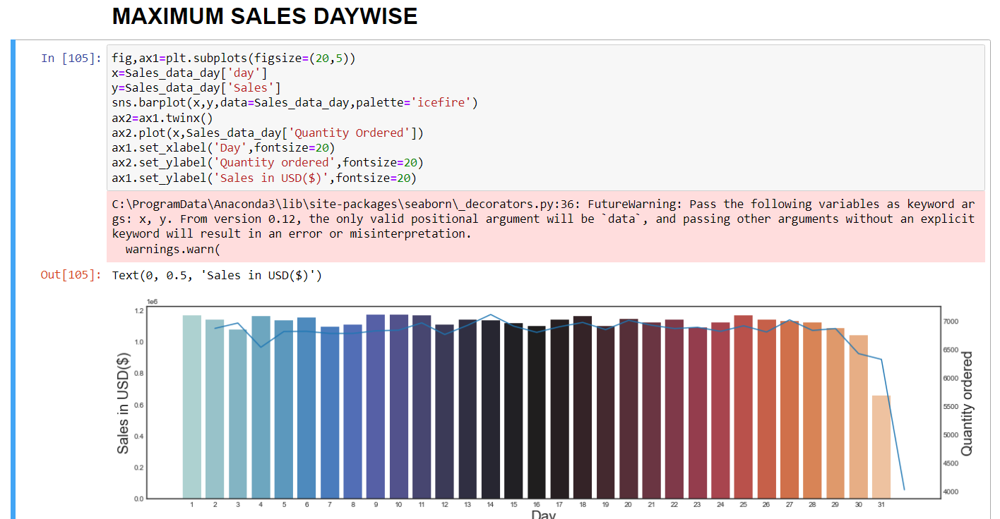 MAXIMUM SALES DAYWISE
In [105]: fig,ax1=plt.subplots(figsize=(20,5))
x=Sales_data_day['day']
y=Sales_data_day['Sales']
sns.barplot(x,y,data=Sales_data_day,palette='icefire')
ax2=ax1.twinx()
ax2.plot(x,Sales_data_day['Quantity Ordered'])
ax1.set_xlabel('Day',fontsize=20)
ax2.set_ylabel('Quantity ordered',fontsize=20)
ax1.set_ylabel('Sales in USD($)',fontsize=20)
C:\ProgramData\Anaconda3\lib\site-packages\seaborn\_decorators.py:36: FutureWarning: Pass the following variables as keyword ar
gs: x, y. From version 0.12, the only valid positional argument will be `data`, and passing other arguments without an explicit
keyword will result in an error or misinterpretation.
warnings.warn(
Out[105]: Text(0, 0.5, 'Sales in USD($)')
1e6
1.2
1.0
0.8
0.6
0.4
0.2
0.0
Sales in USD($)
7000
6500
6000
5500
5000
4500
4000
Quantity ordered
1 2 3 4 5 6 7 8 9 10 11 12 13 14 15 16 17 18 19 20 21 22 23 24 25 26 27 28 29 30 31
Day